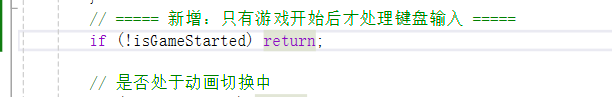 // ===== 新增：只有游戏开始后才处理键盘输入 =====
if (!isGameStarted) return;
// 是否处于动画切换中